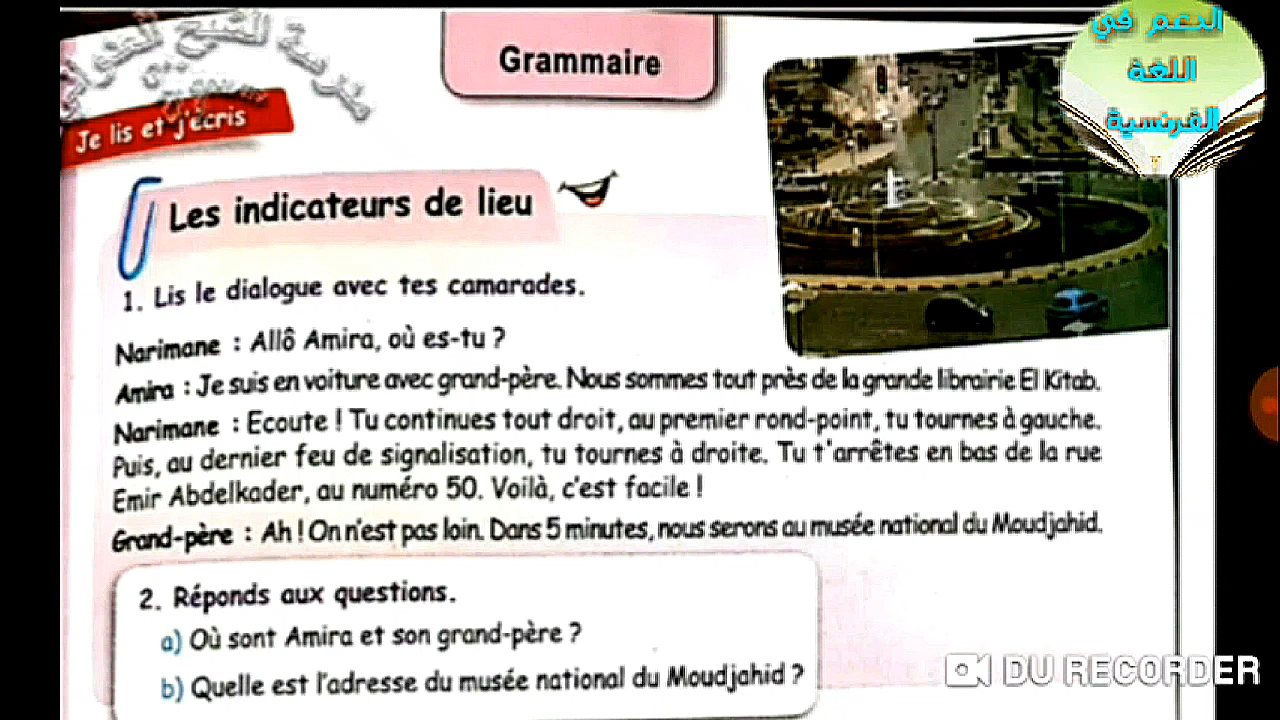 الدعم في
اللغة
الفرنسية
Grammaire
Je lis et j'écris
Les indicateurs de lieu
1. Lis le dialogue avec tes camarades.
Narimane : Allô Amira, où es-tu ?
Amira : Je suis en voiture avec grand-père. Nous sommes tout près de la grande librairie El Kitab.
Narimane : Ecoute ! Tu continues tout droit, au premier rond-point, tu tournes à gauche.
Puis, au dernier feu de signalisation, tu tournes à droite. Tu t'arrêtes en bas de la rue
Emir Abdelkader, au numéro 50. Voilà, c'est facile !
Grand-père : Ah ! On n'est pas loin. Dans 5 minutes, nous serons au musée national du Moudjahid.
2. Réponds aux questions.
a) Où sont Amira et son grand-père ?
b) Quelle est l'adresse du musée national du Moudjahid ?
DU RECORDER